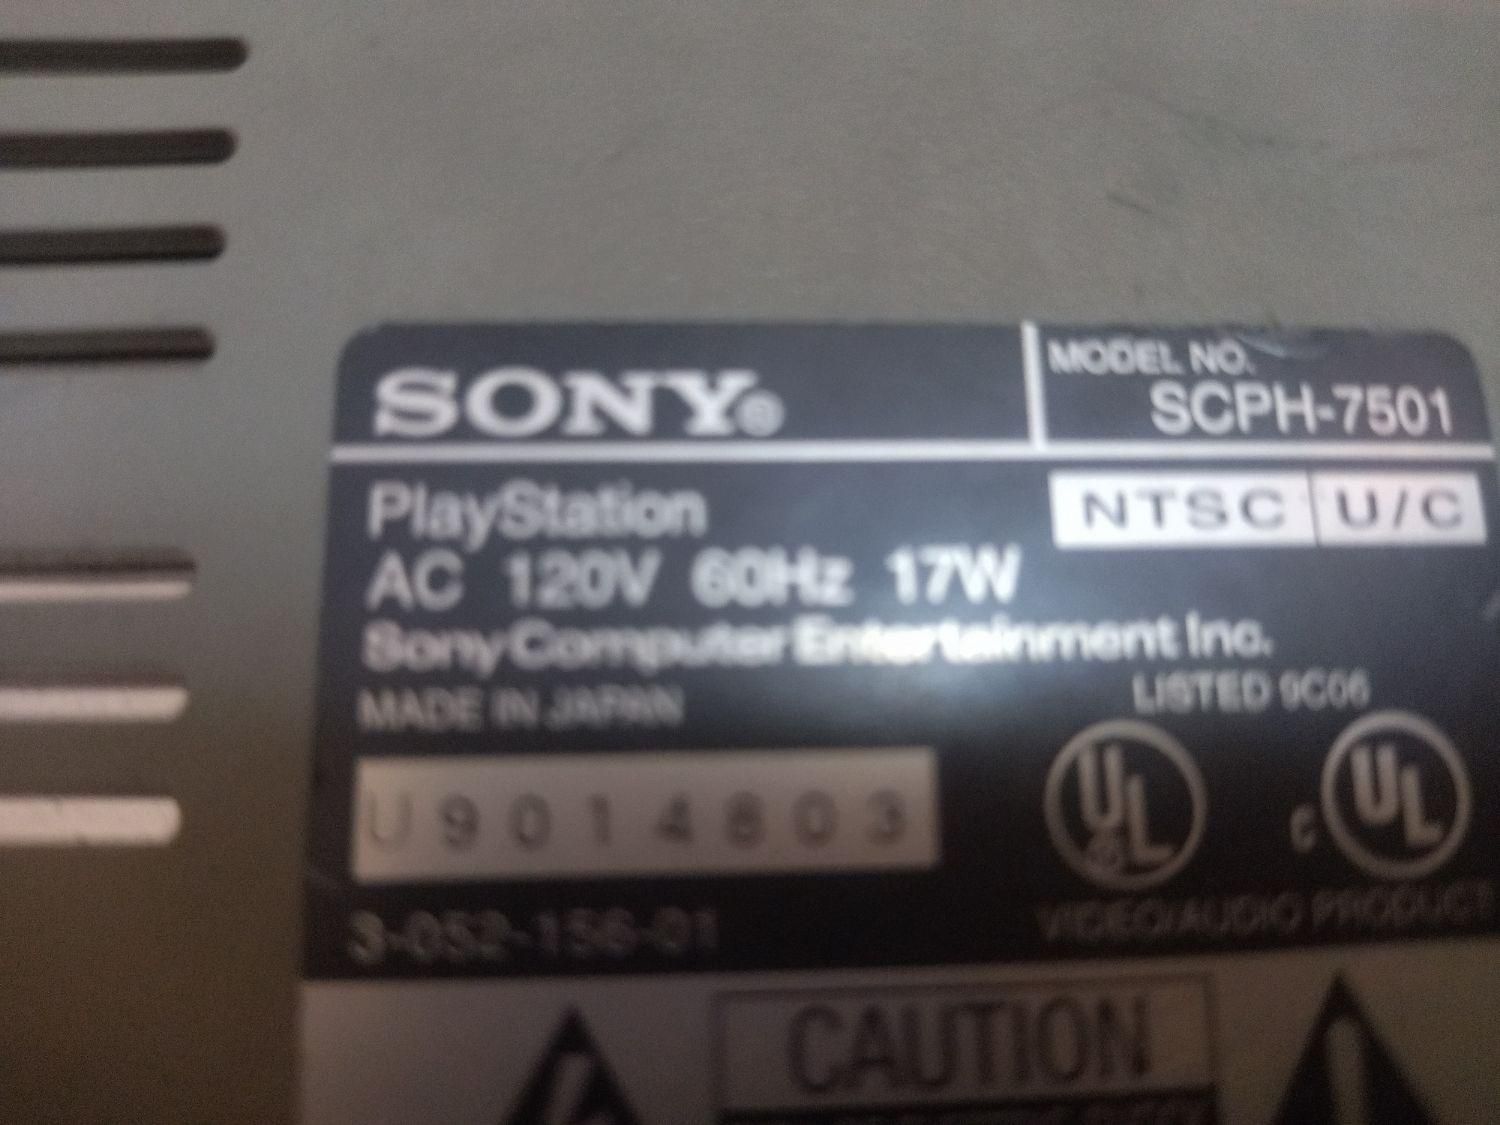 SONY®
MODEL NO.
SCPH-7501
PlayStation
NTSC U/C
AC 120V 60Hz 17W
Sony Computer Entertainment Inc.
MADE IN JAPAN
LISTED 9C06
U9014803
UL
c UL
3-052-156-01
VIDEO/AUDIO PRODUCT
CAUTION